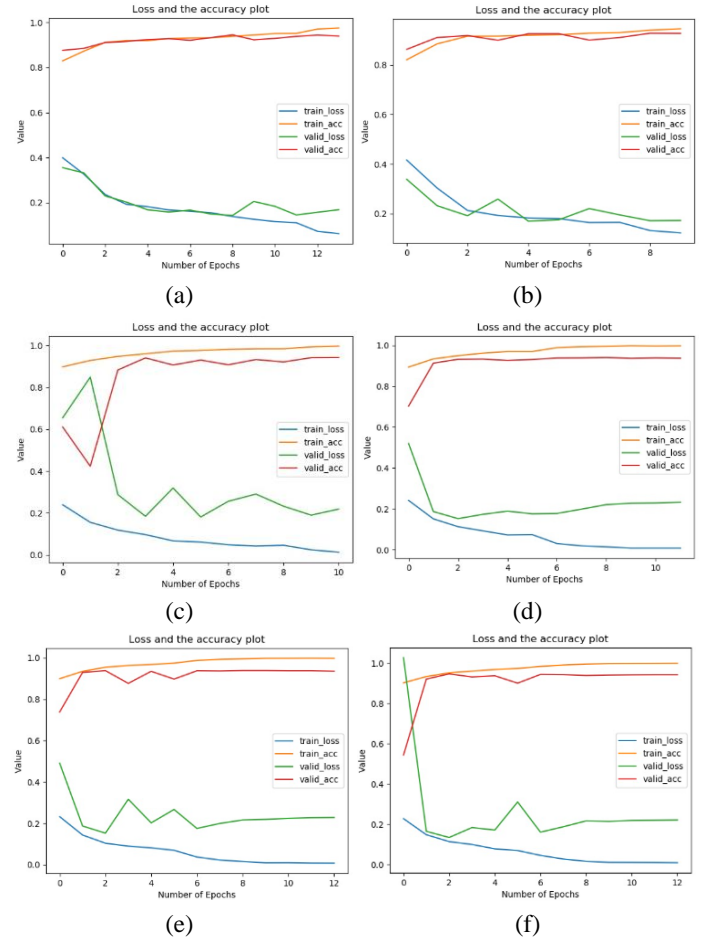 Loss and the accuracy plot
Loss and the accuracy plot
1.0
0.8
0.6
0.4
0.2
Value
train_loss
train_acc
valid_loss
valid_acc
0 2 4 6 8 10 12
Number of Epochs
0.8
0.6
0.4
0.2
Value
train_loss
train_acc
valid_loss
valid_acc
0 2 4 6 8
Number of Epochs
(a)
(b)
Loss and the accuracy plot
Loss and the accuracy plot
1.0
0.8
0.6
0.4
0.2
0.0
Value
train_loss
train_acc
valid_loss
valid_acc
0 2 4 6 8 10
Number of Epochs
1.0
0.8
0.6
0.4
0.2
0.0
Value
train_loss
train_acc
valid_loss
valid_acc
0 2 4 6 8 10
Number of Epochs
(c)
(d)
Loss and the accuracy plot
Loss and the accuracy plot
1.0
0.8
0.6
0.4
0.2
0.0
Value
train_loss
train_acc
valid_loss
valid_acc
0 2 4 6 8 10 12
Number of Epochs
1.0
0.8
0.6
0.4
0.2
0.0
Value
train_loss
train_acc
valid_loss
valid_acc
0 2 4 6 8 10 12
Number of Epochs
(e)
(f)